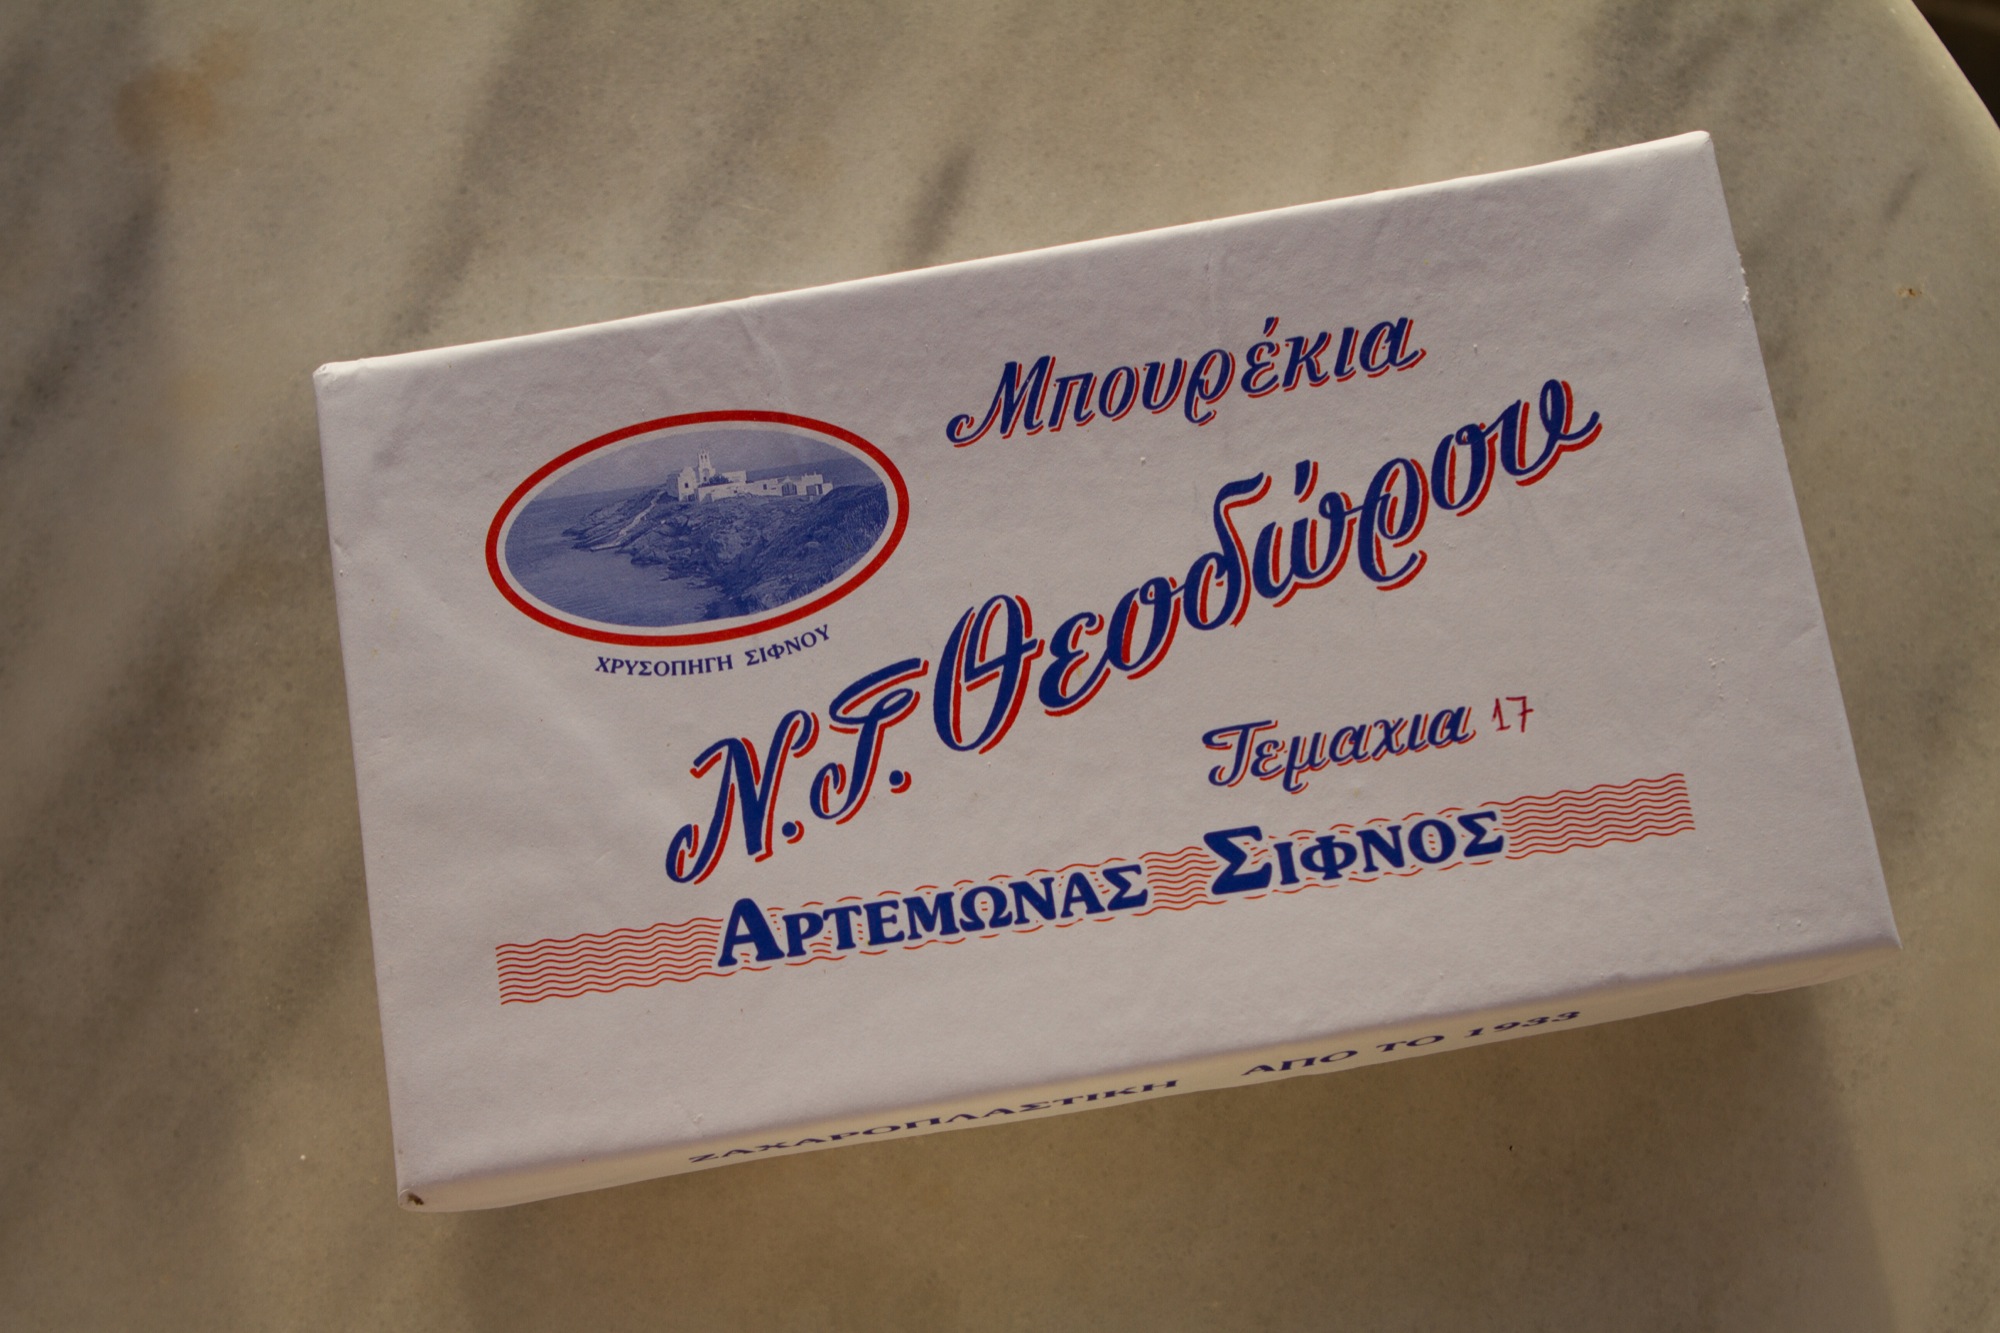 Μπουρέκια
ΧΡΥΣΟΠΗΓΗ ΣΙΦΝΟΥ
Ν.Γ. Θεοδώρου
Τεμαχια 17
ΑΡΤΕΜΩΝΑΣ ΣΙΦΝΟΣ
ΖΑΧΑΡΟΠΛΑΣΤΙΚΗ ΑΠΟ ΤΟ 1933